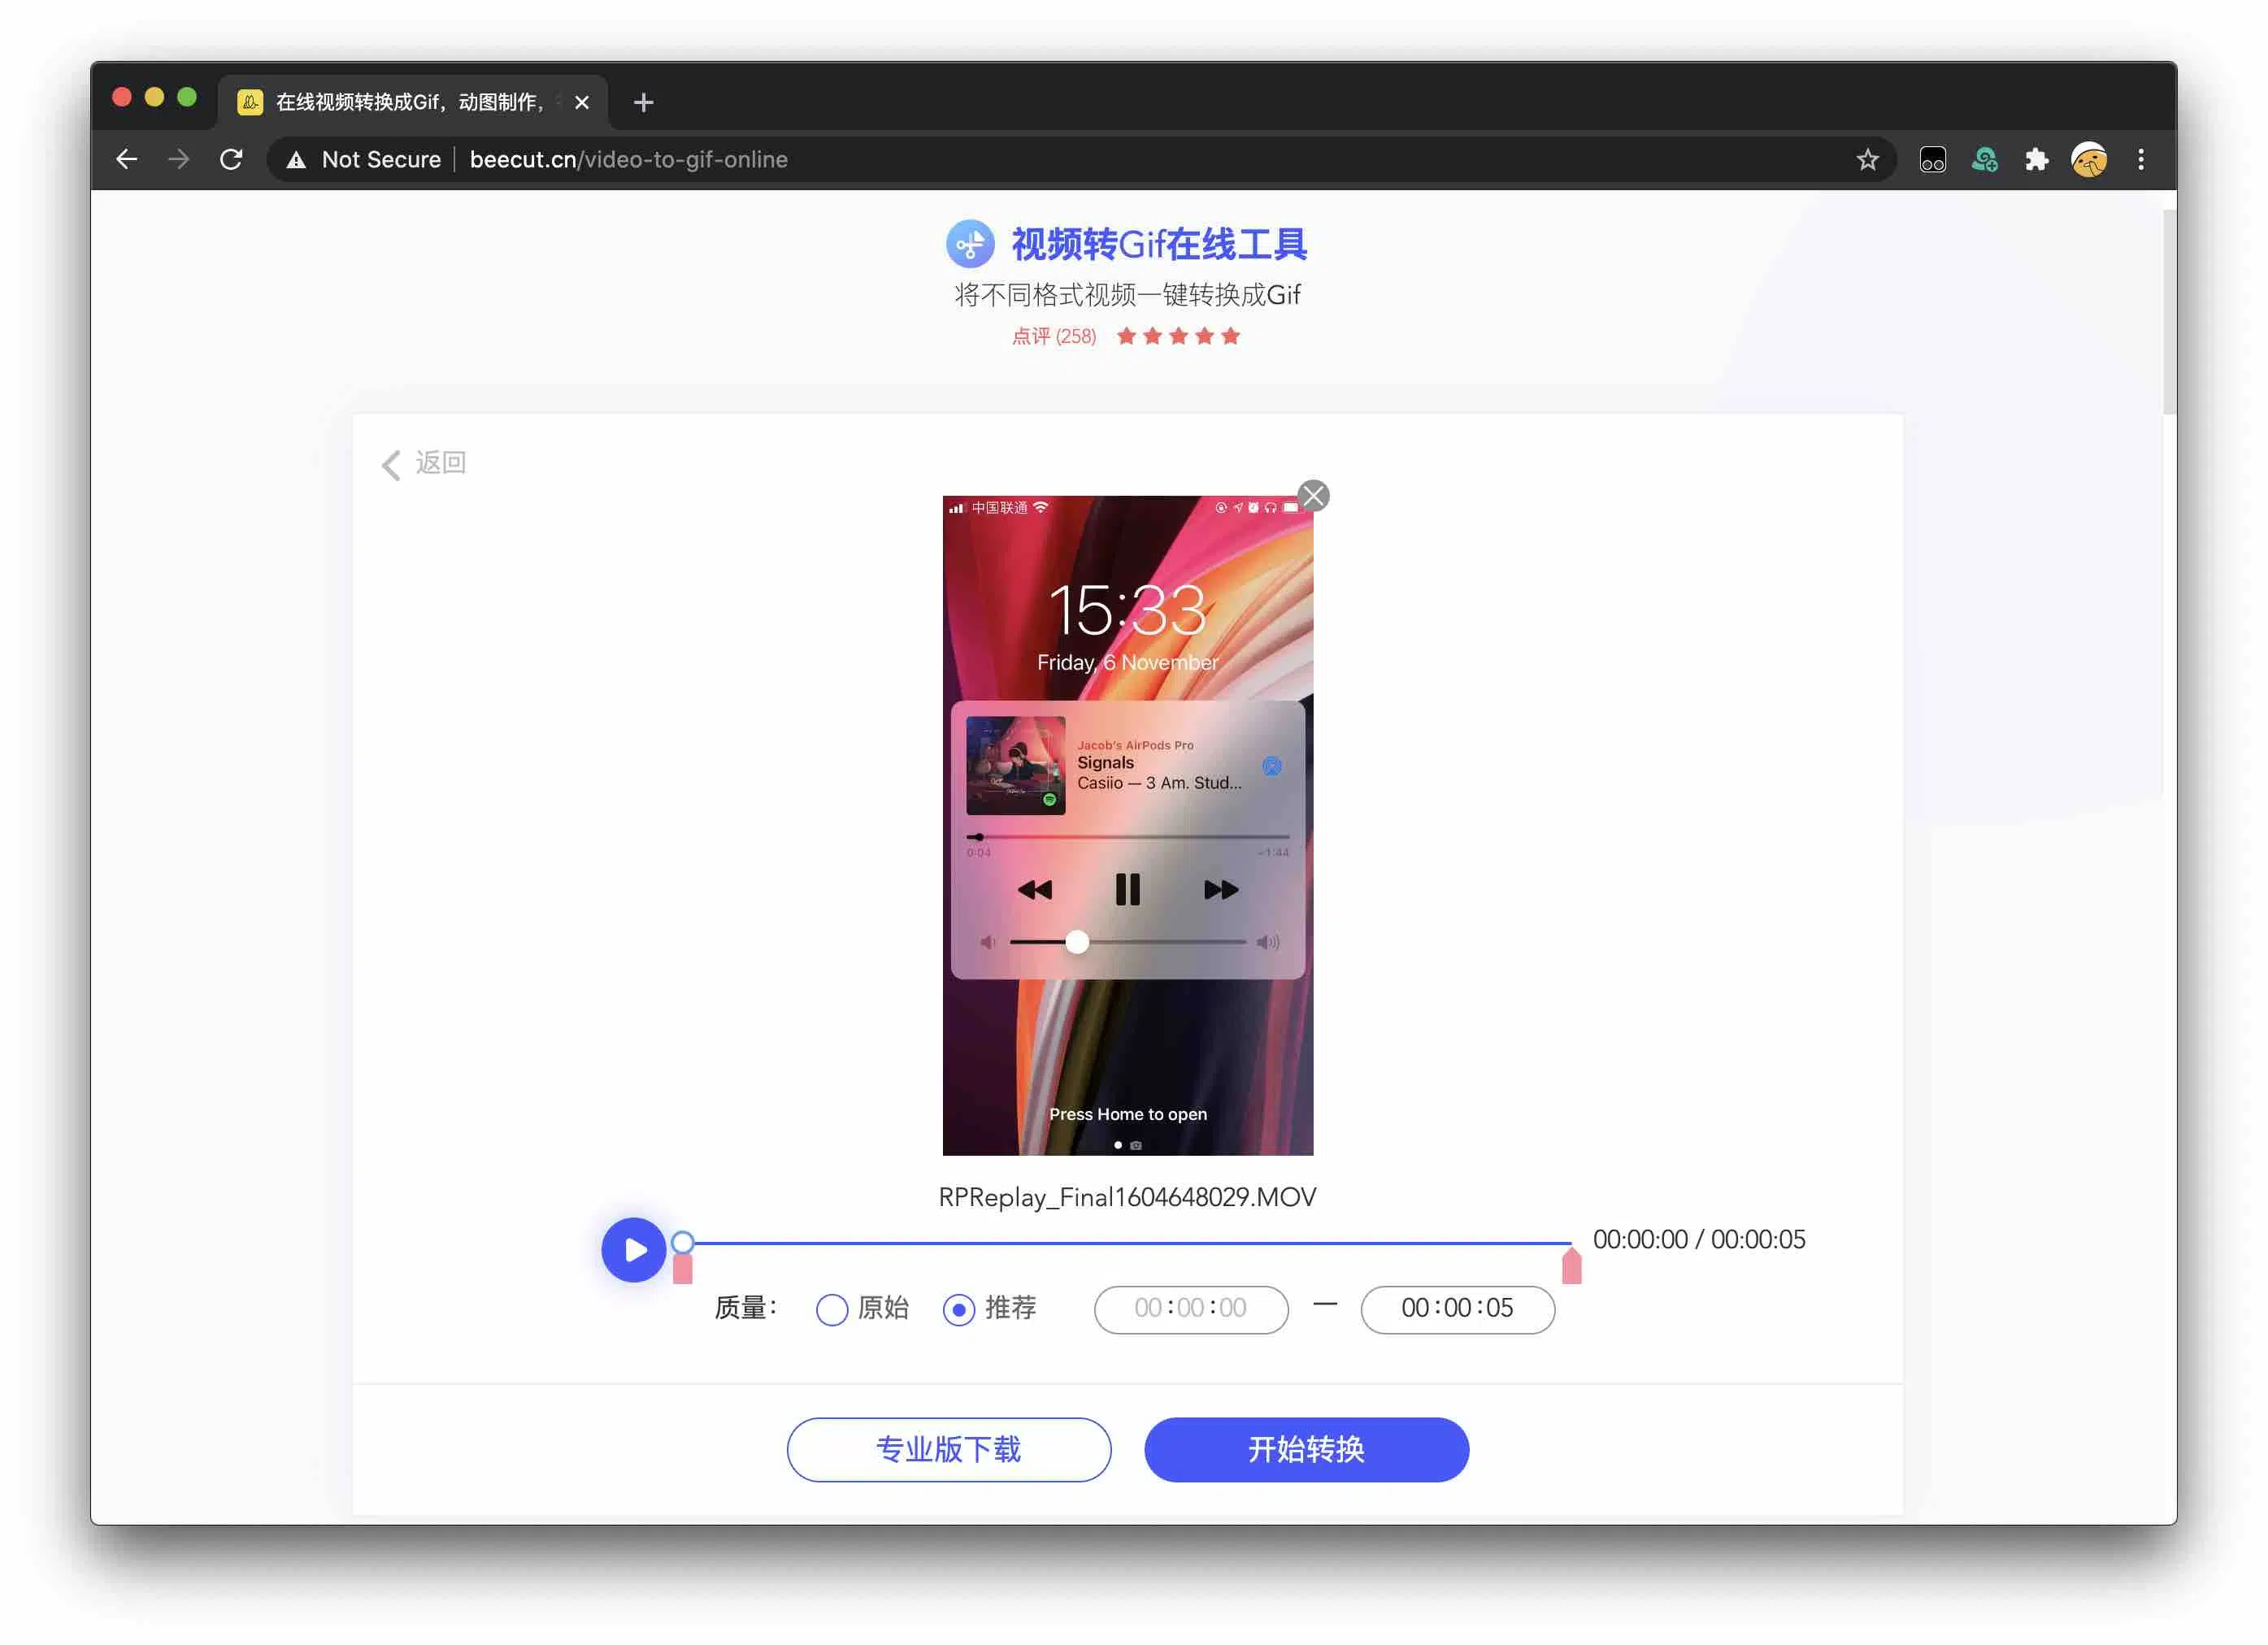 在线视频转换成Gif，动图制作，
Not Secure
beecut.cn/video-to-gif-online
视频转Gif在线工具
将不同格式视频一键转换成Gif
点评 (258)
返回
中国联通
15:33
Friday, 6 November
Jacob's AirPods Pro
Signals
Casiio — 3 Am. Stud...
0:04
-1:44
Press Home to open
RPReplay_Final1604648029.MOV
00:00:00 / 00:00:05
质量： 原始 推荐 00:00:00 — 00:00:05
专业版下载
开始转换